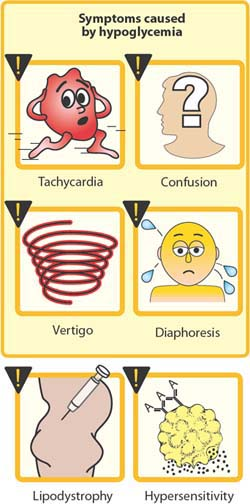 Symptoms caused
by hypoglycemia
!
!
Tachycardia
?
Confusion
!
!
Vertigo
Diaphoresis
!
!
Lipodystrophy
Hypersensitivity